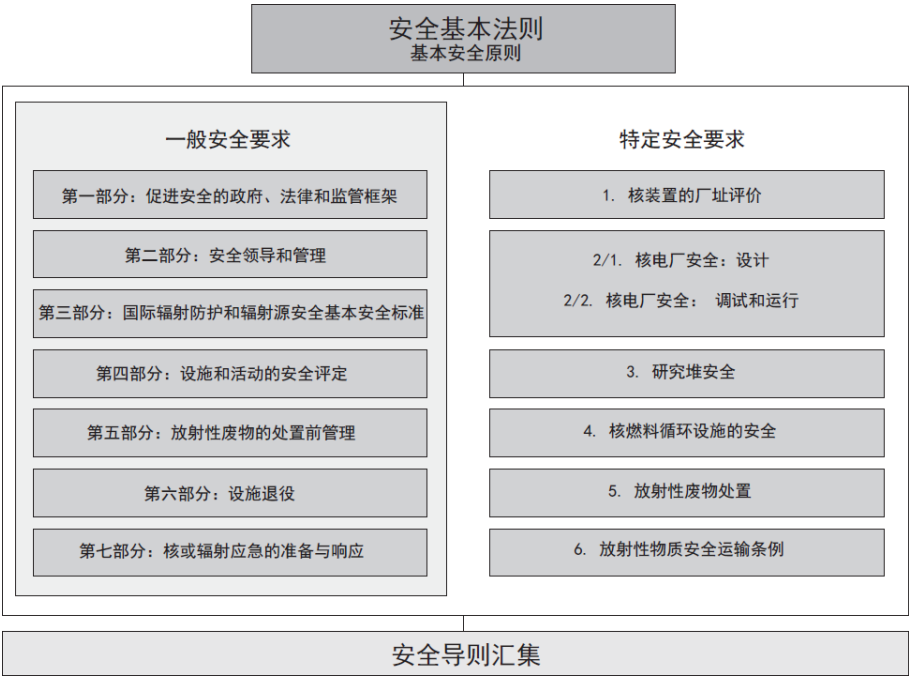 安全基本法则
基本安全原则
一般安全要求
第一部分：促进安全的政府、法律和监管框架
第二部分：安全领导和管理
第三部分：国际辐射防护和辐射源安全基本安全标准
第四部分：设施和活动的安全评定
第五部分：放射性废物的处置前管理
第六部分：设施退役
第七部分：核或辐射应急的准备与响应
特定安全要求
1. 核装置的厂址评价
2/1. 核电厂安全：设计
2/2. 核电厂安全： 调试和运行
3. 研究堆安全
4. 核燃料循环设施的安全
5. 放射性废物处置
6. 放射性物质安全运输条例
安全导则汇集